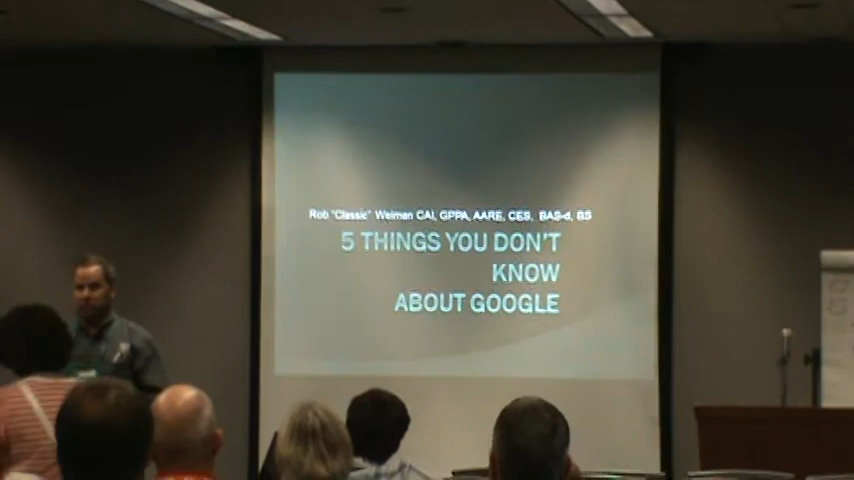 Rob "Classic" Weiman CAI, GPPA, AARE, CES, BAS-d, BS
5 THINGS YOU DON'T
KNOW
ABOUT GOOGLE